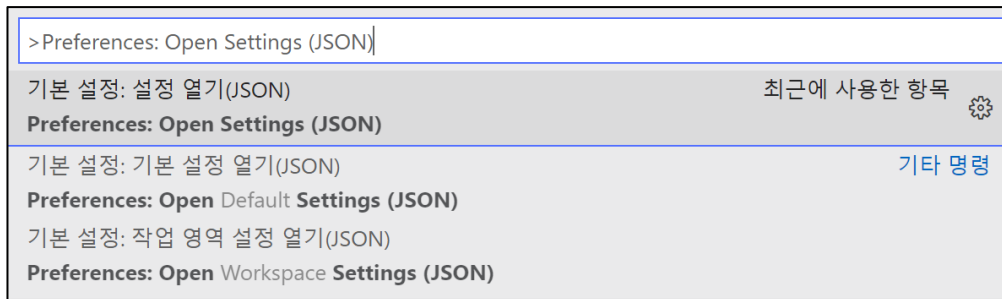 >Preferences: Open Settings (JSON)
기본 설정: 설정 열기(JSON) 최근에 사용한 항목
Preferences: Open Settings (JSON)
기본 설정: 기본 설정 열기(JSON) 기타 명령
Preferences: Open Default Settings (JSON)
기본 설정: 작업 영역 설정 열기(JSON)
Preferences: Open Workspace Settings (JSON)